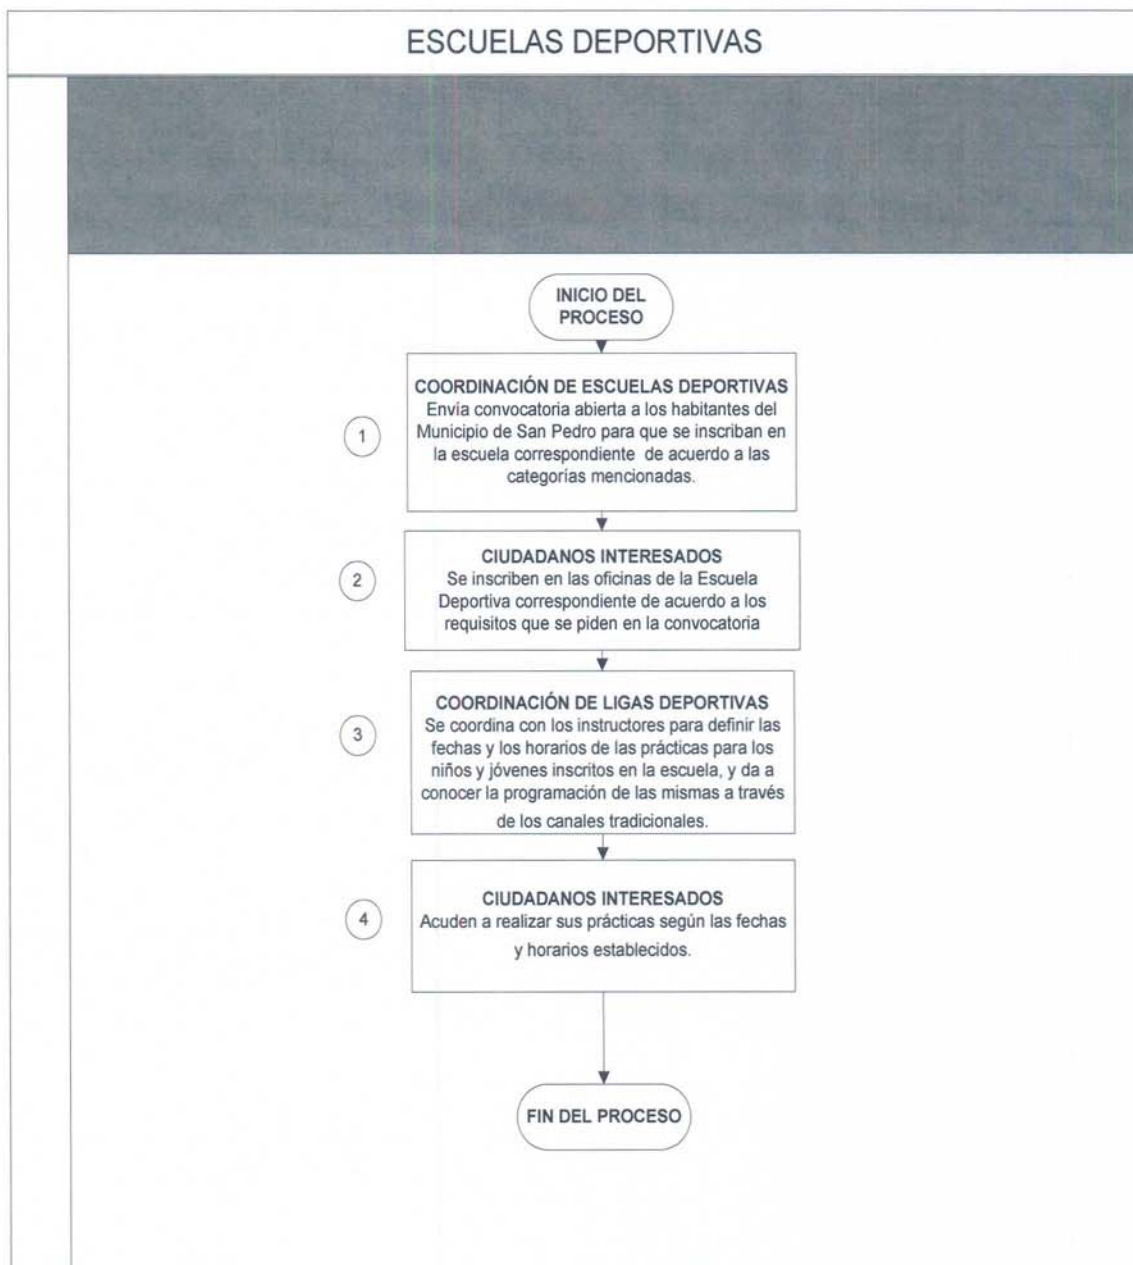 ESCUELAS DEPORTIVAS
INICIO DEL
PROCESO
1
COORDINACIÓN DE ESCUELAS DEPORTIVAS
Envía convocatoria abierta a los habitantes del
Municipio de San Pedro para que se inscriban en
la escuela correspondiente de acuerdo a las
categorías mencionadas.
2
CIUDADANOS INTERESADOS
Se inscriben en las oficinas de la Escuela
Deportiva correspondiente de acuerdo a los
requisitos que se piden en la convocatoria
3
COORDINACIÓN DE LIGAS DEPORTIVAS
Se coordina con los instructores para definir las
fechas y los horarios de las prácticas para los
niños y jóvenes inscritos en la escuela, y da a
conocer la programación de las mismas a través
de los canales tradicionales.
4
CIUDADANOS INTERESADOS
Acuden a realizar sus prácticas según las fechas
y horarios establecidos.
FIN DEL PROCESO